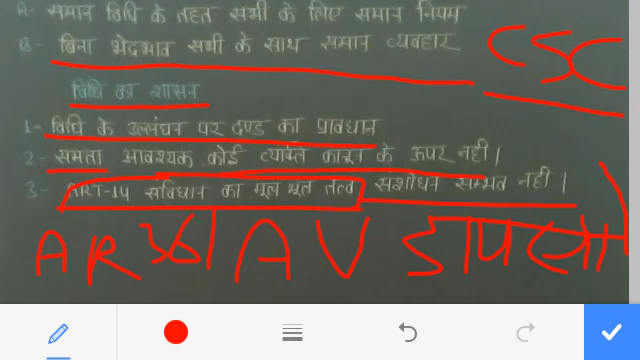 A- समान विधि के तहत सभी के लिए समान नियम
B- बिना भेदभाव सभी के साथ समान व्यवहार
CSC
विधि का शासन
1- विधि के उल्लंघन पर दण्ड का प्रावधान
2- समता आवश्यक कोई व्यक्ति कानून के ऊपर नहीं।
3- ART-14 संविधान का मूल भूत तत्व संशोधन सम्भव नहीं।
AR 361 AV